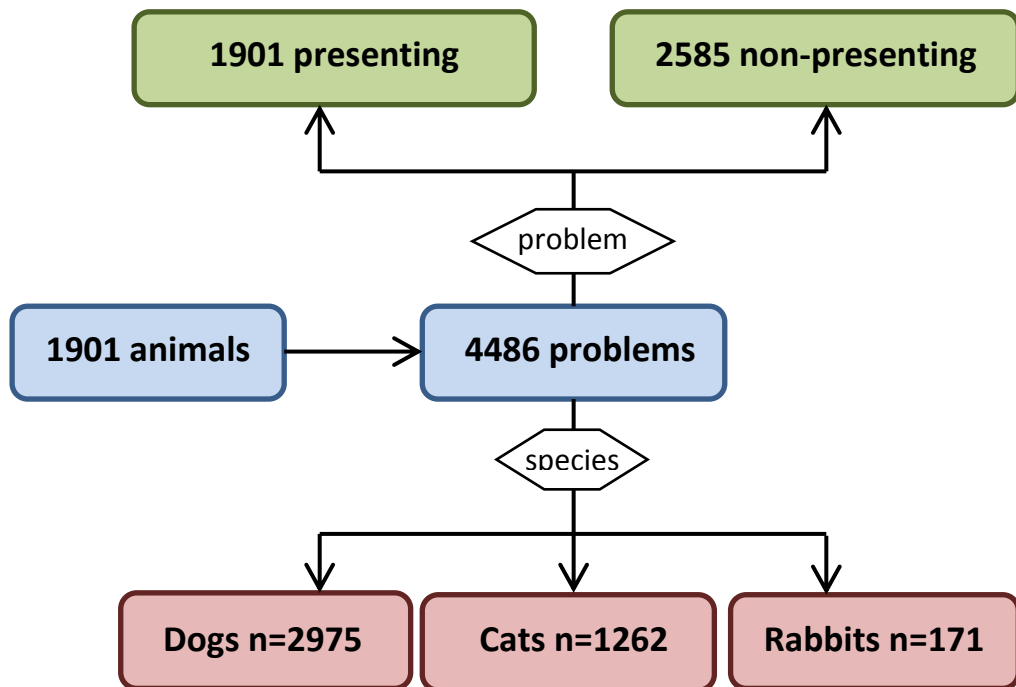 1901 presenting
2585 non-presenting
problem
1901 animals
4486 problems
species
Dogs n=2975
Cats n=1262
Rabbits n=171